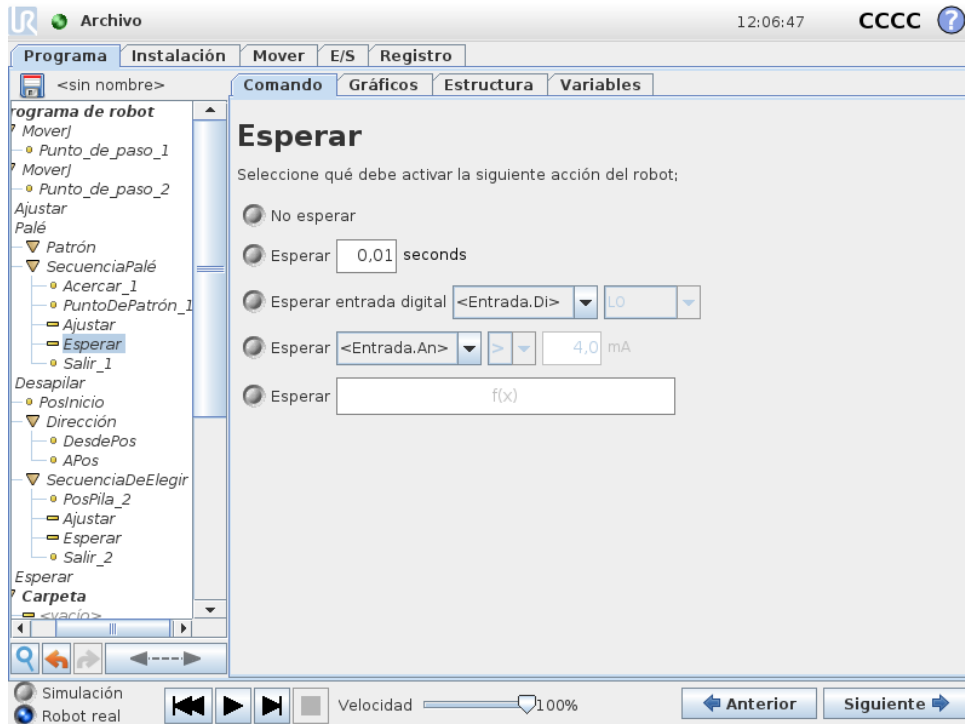 UR Archivo 12:06:47 CCCC ?
Programa Instalación Mover E/S Registro
<sin nombre>
Comando Gráficos Estructura Variables
rograma de robot
MoverJ
Punto_de_paso_1
MoverJ
Punto_de_paso_2
Ajustar
Palé
Patrón
SecuenciaPalé
Acercar_1
PuntoDePatrón_1
Ajustar
Esperar
Salir_1
Desapilar
PosInicio
Dirección
DesdePos
APos
SecuenciaDeElegir
PosPila_2
Ajustar
Esperar
Salir_2
Esperar
Carpeta
<vacío>
Esperar
Seleccione qué debe activar la siguiente acción del robot;
No esperar
Esperar 0,01 seconds
Esperar entrada digital <Entrada.Di> LO
Esperar <Entrada.An> > 4,0 mA
Esperar f(x)
Simulación
Robot real
Velocidad 100%
Anterior Siguiente